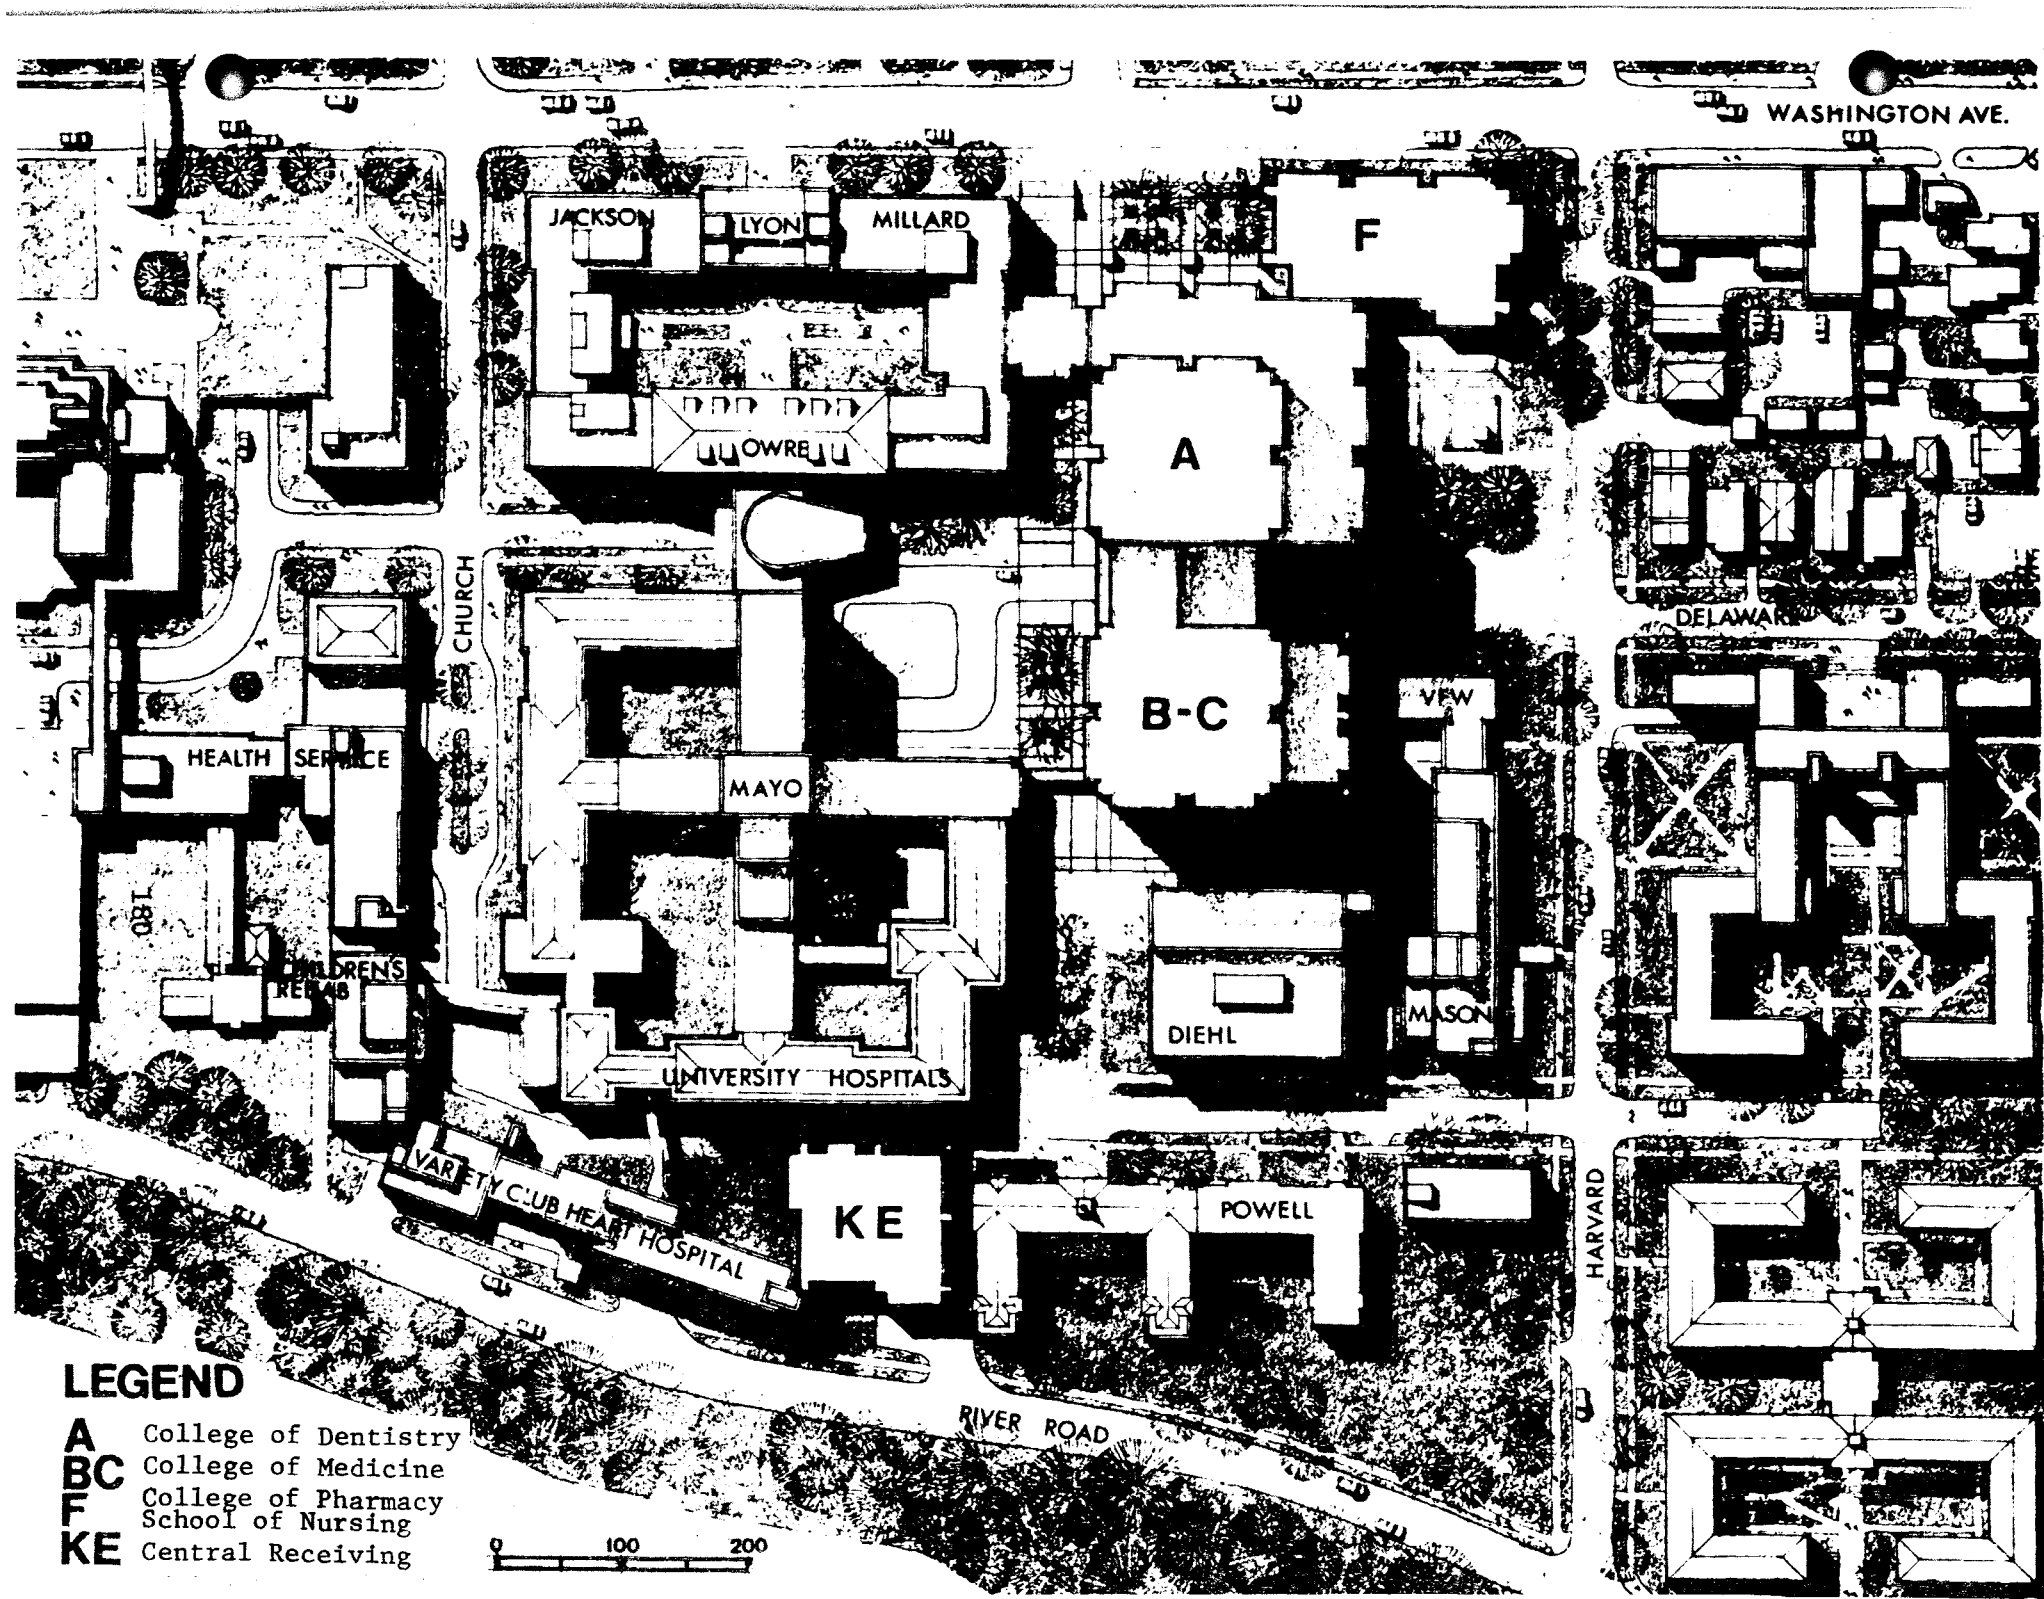 WASHINGTON AVE.
JACKSON
LYON
MILLARD
F
OWRE
A
CHURCH
DELAWARE
B-C
VFW
HEALTH SERVICE
MAYO
180
CHILDREN'S
REHAB
MASON
DIEHL
UNIVERSITY HOSPITALS
VARIETY CLUB HEART HOSPITAL
KE
POWELL
HARVARD
RIVER ROAD
LEGEND
A College of Dentistry
BC College of Medicine
F College of Pharmacy
School of Nursing
KE Central Receiving
0 100 200